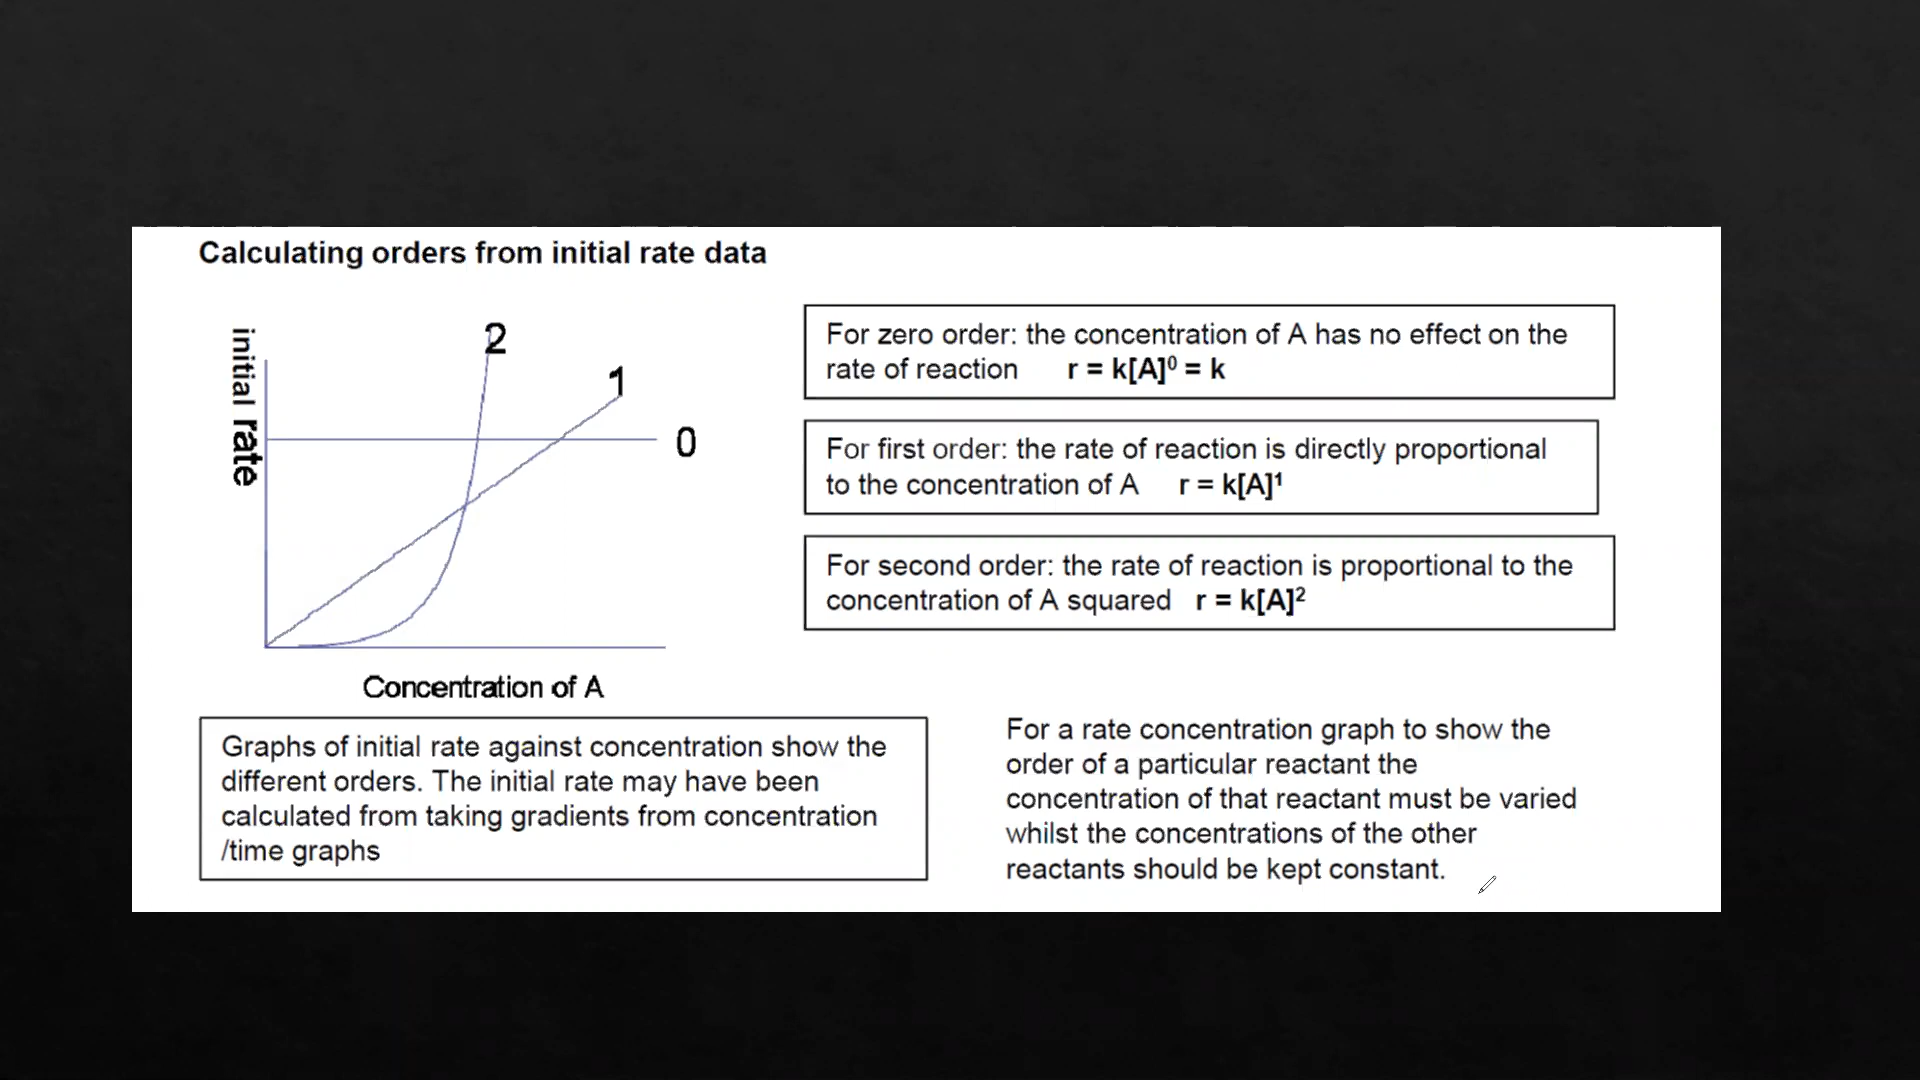 Calculating orders from initial rate data
initial rate
2
1
0
Concentration of A
For zero order: the concentration of A has no effect on the
rate of reaction r = k[A]⁰ = k
For first order: the rate of reaction is directly proportional
to the concentration of A r = k[A]¹
For second order: the rate of reaction is proportional to the
concentration of A squared r = k[A]²
Graphs of initial rate against concentration show the
different orders. The initial rate may have been
calculated from taking gradients from concentration
/time graphs
For a rate concentration graph to show the
order of a particular reactant the
concentration of that reactant must be varied
whilst the concentrations of the other
reactants should be kept constant.